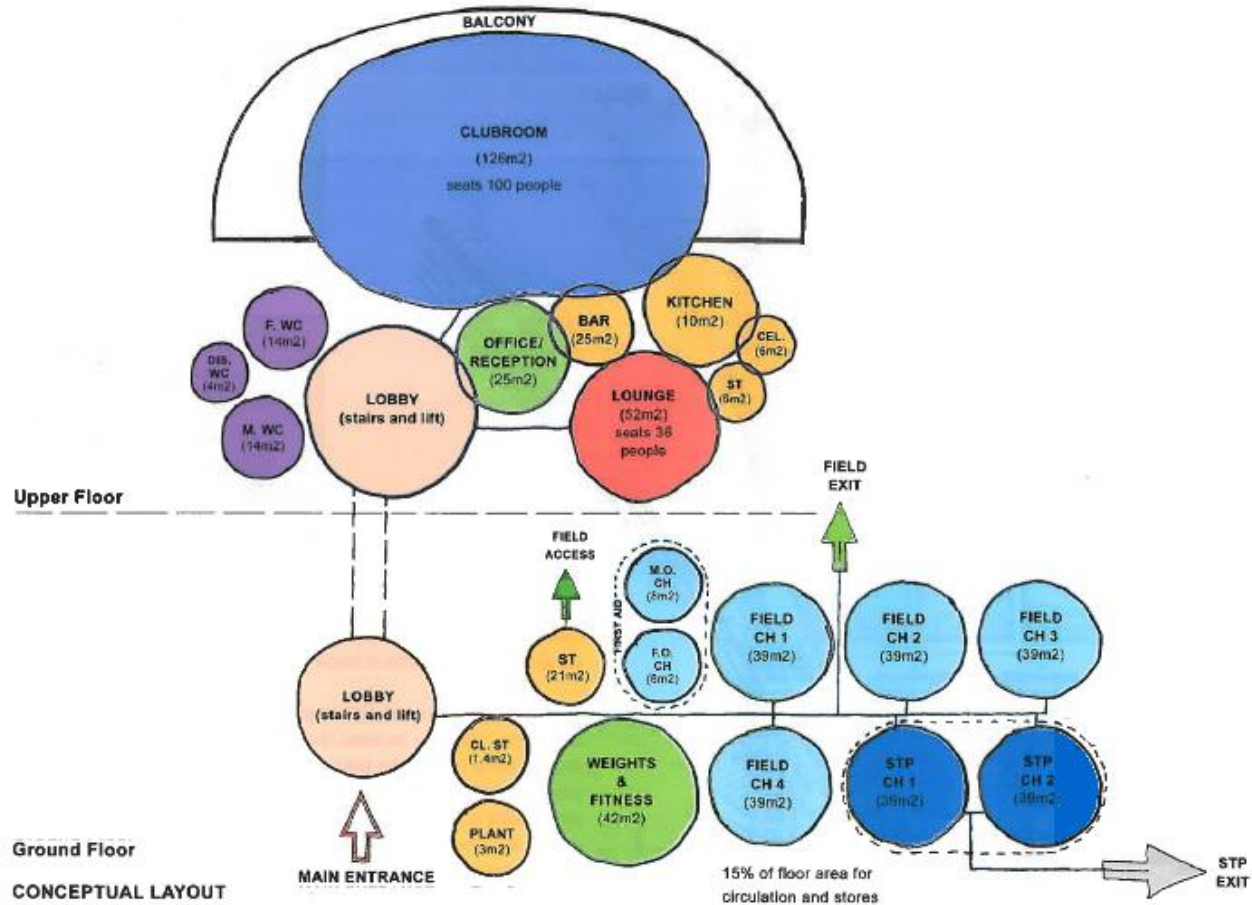 BALCONY
CLUBROOM
(126m2)
seats 100 people
F. WC
(14m2)
DIS.
WC
(4m2)
M. WC
(14m2)
LOBBY
(stairs and lift)
OFFICE/
RECEPTION
(25m2)
BAR
(25m2)
KITCHEN
(10m2)
CEL.
(6m2)
ST
LOUNGE
(52m2)
seats 36
people
Upper Floor
FIELD
EXIT
FIELD
ACCESS
FIRST AID
M.O.
CH
F.O.
CH
ST
(21m2)
FIELD
CH 1
(39m2)
FIELD
CH 2
(39m2)
FIELD
CH 3
(39m2)
LOBBY
(stairs and lift)
CL. ST
(1.4m2)
PLANT
(3m2)
WEIGHTS
&
FITNESS
(42m2)
FIELD
CH 4
(39m2)
STP
CH 1
(39m2)
STP
CH 2
(39m2)
Ground Floor
MAIN ENTRANCE
CONCEPTUAL LAYOUT
15% of floor area for
circulation and stores
STP
EXIT